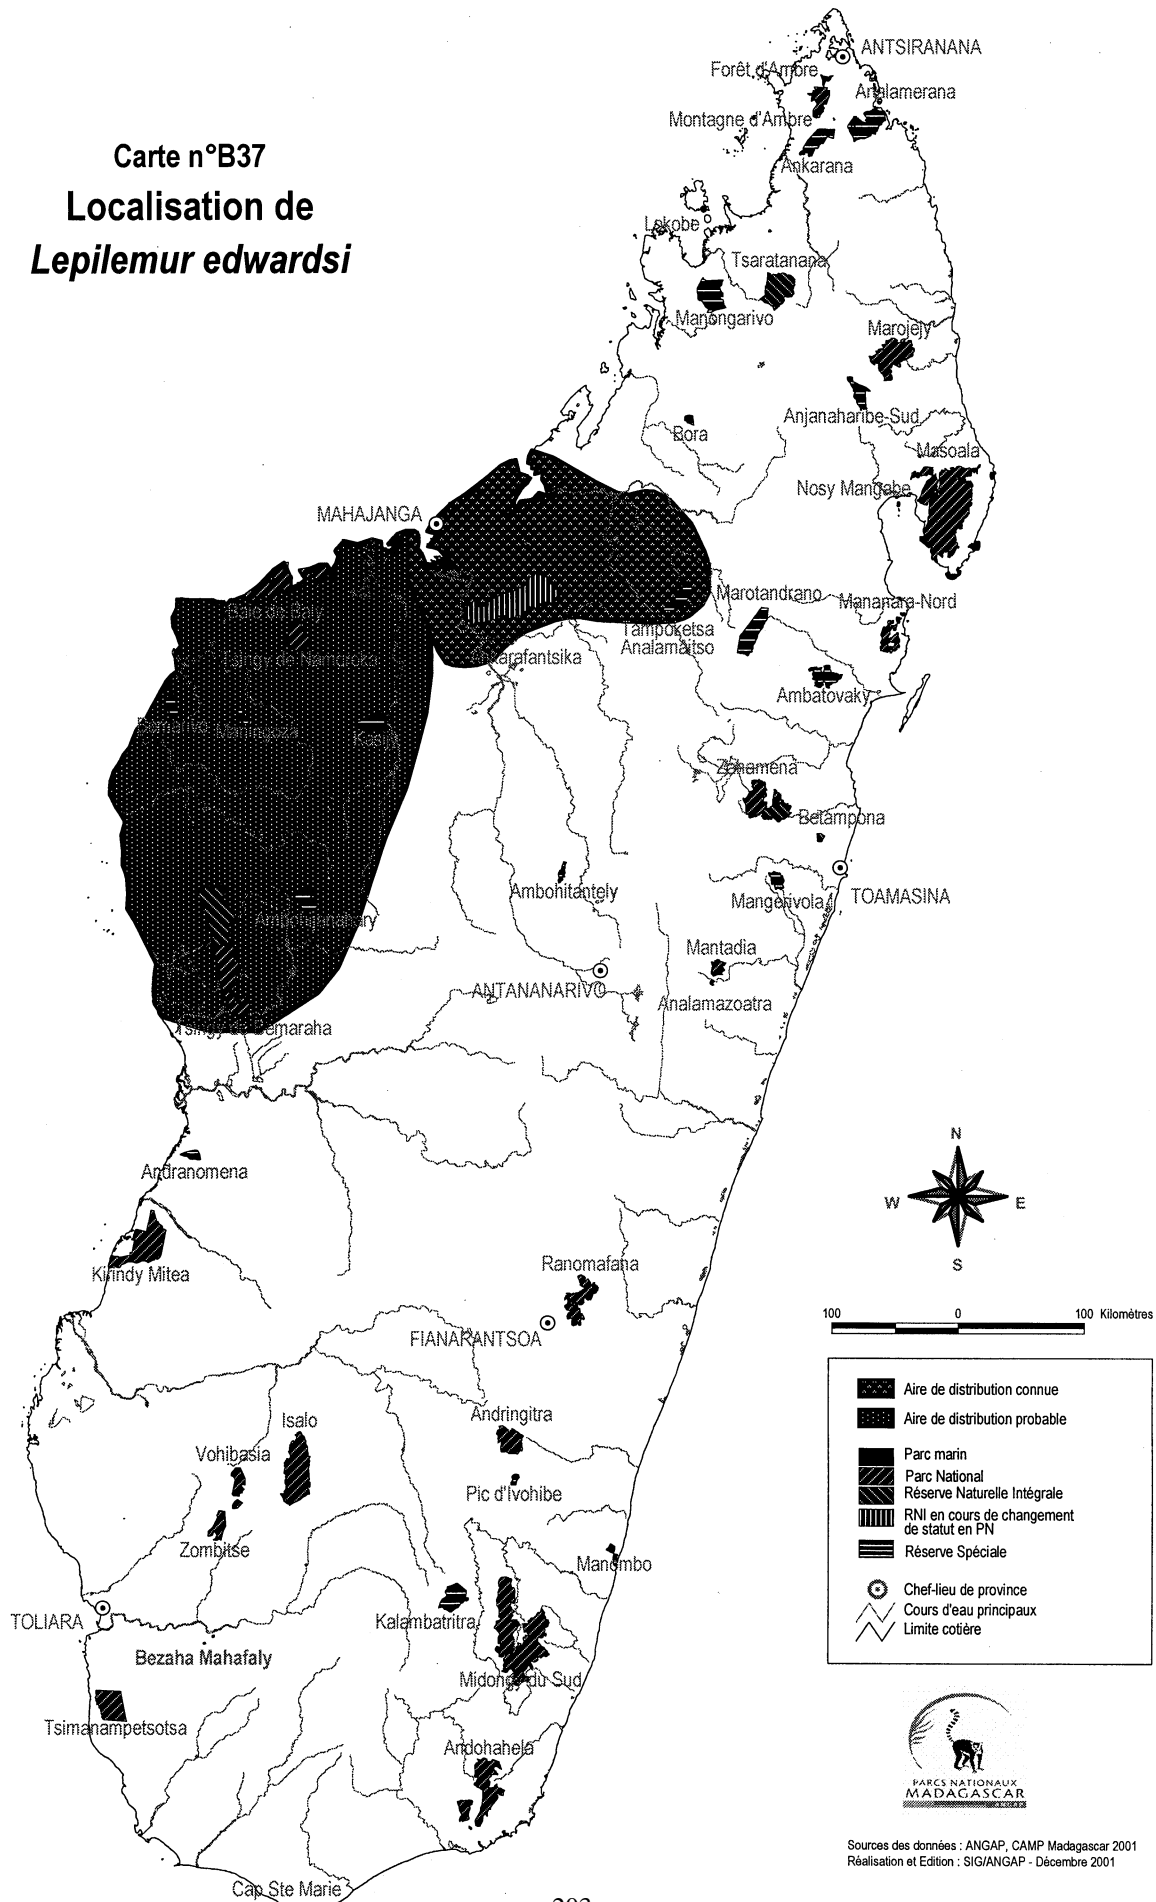 Carte n°B37
Localisation de
Lepilemur edwardsi
ANTSIRANANA
Forêt d'Ambre
Analamerana
Montagne d'Ambre
Ankarana
Lokobe
Tsaratanana
Manongarivo
Marojejy
Anjanaharibe-Sud
Bora
Masoala
Nosy Mangabe
MAHAJANGA
Marotandrano
Mananara-Nord
Tampoketsa
Analamaitso
Ankarafantsika
Ambatovaky
Zahamena
Betampona
Ambohitantely
Mangerivola
TOAMASINA
Ambohijanahary
Mantadia
ANTANANARIVO
Analamazoatra
Tsingy de Bemaraha
Andranomena
Kirindy Mitea
Ranomafana
FIANARANTSOA
Isalo
Andringitra
Vohibasia
Pic d'Ivohibe
Zombitse
Manombo
TOLIARA
Kalambatritra
Bezaha Mahafaly
Midongy du Sud
Tsimanampetsotsa
Andohahela
Cap Ste Marie
N
W E
S
100 0 100 Kilomètres
Aire de distribution connue
Aire de distribution probable
Parc marin
Parc National
Réserve Naturelle Intégrale
RNI en cours de changement
de statut en PN
Réserve Spéciale
Chef-lieu de province
Cours d'eau principaux
Limite cotière
PARCS NATIONAUX
MADAGASCAR
ANGAP
Sources des données : ANGAP, CAMP Madagascar 2001
Réalisation et Edition : SIG/ANGAP - Décembre 2001